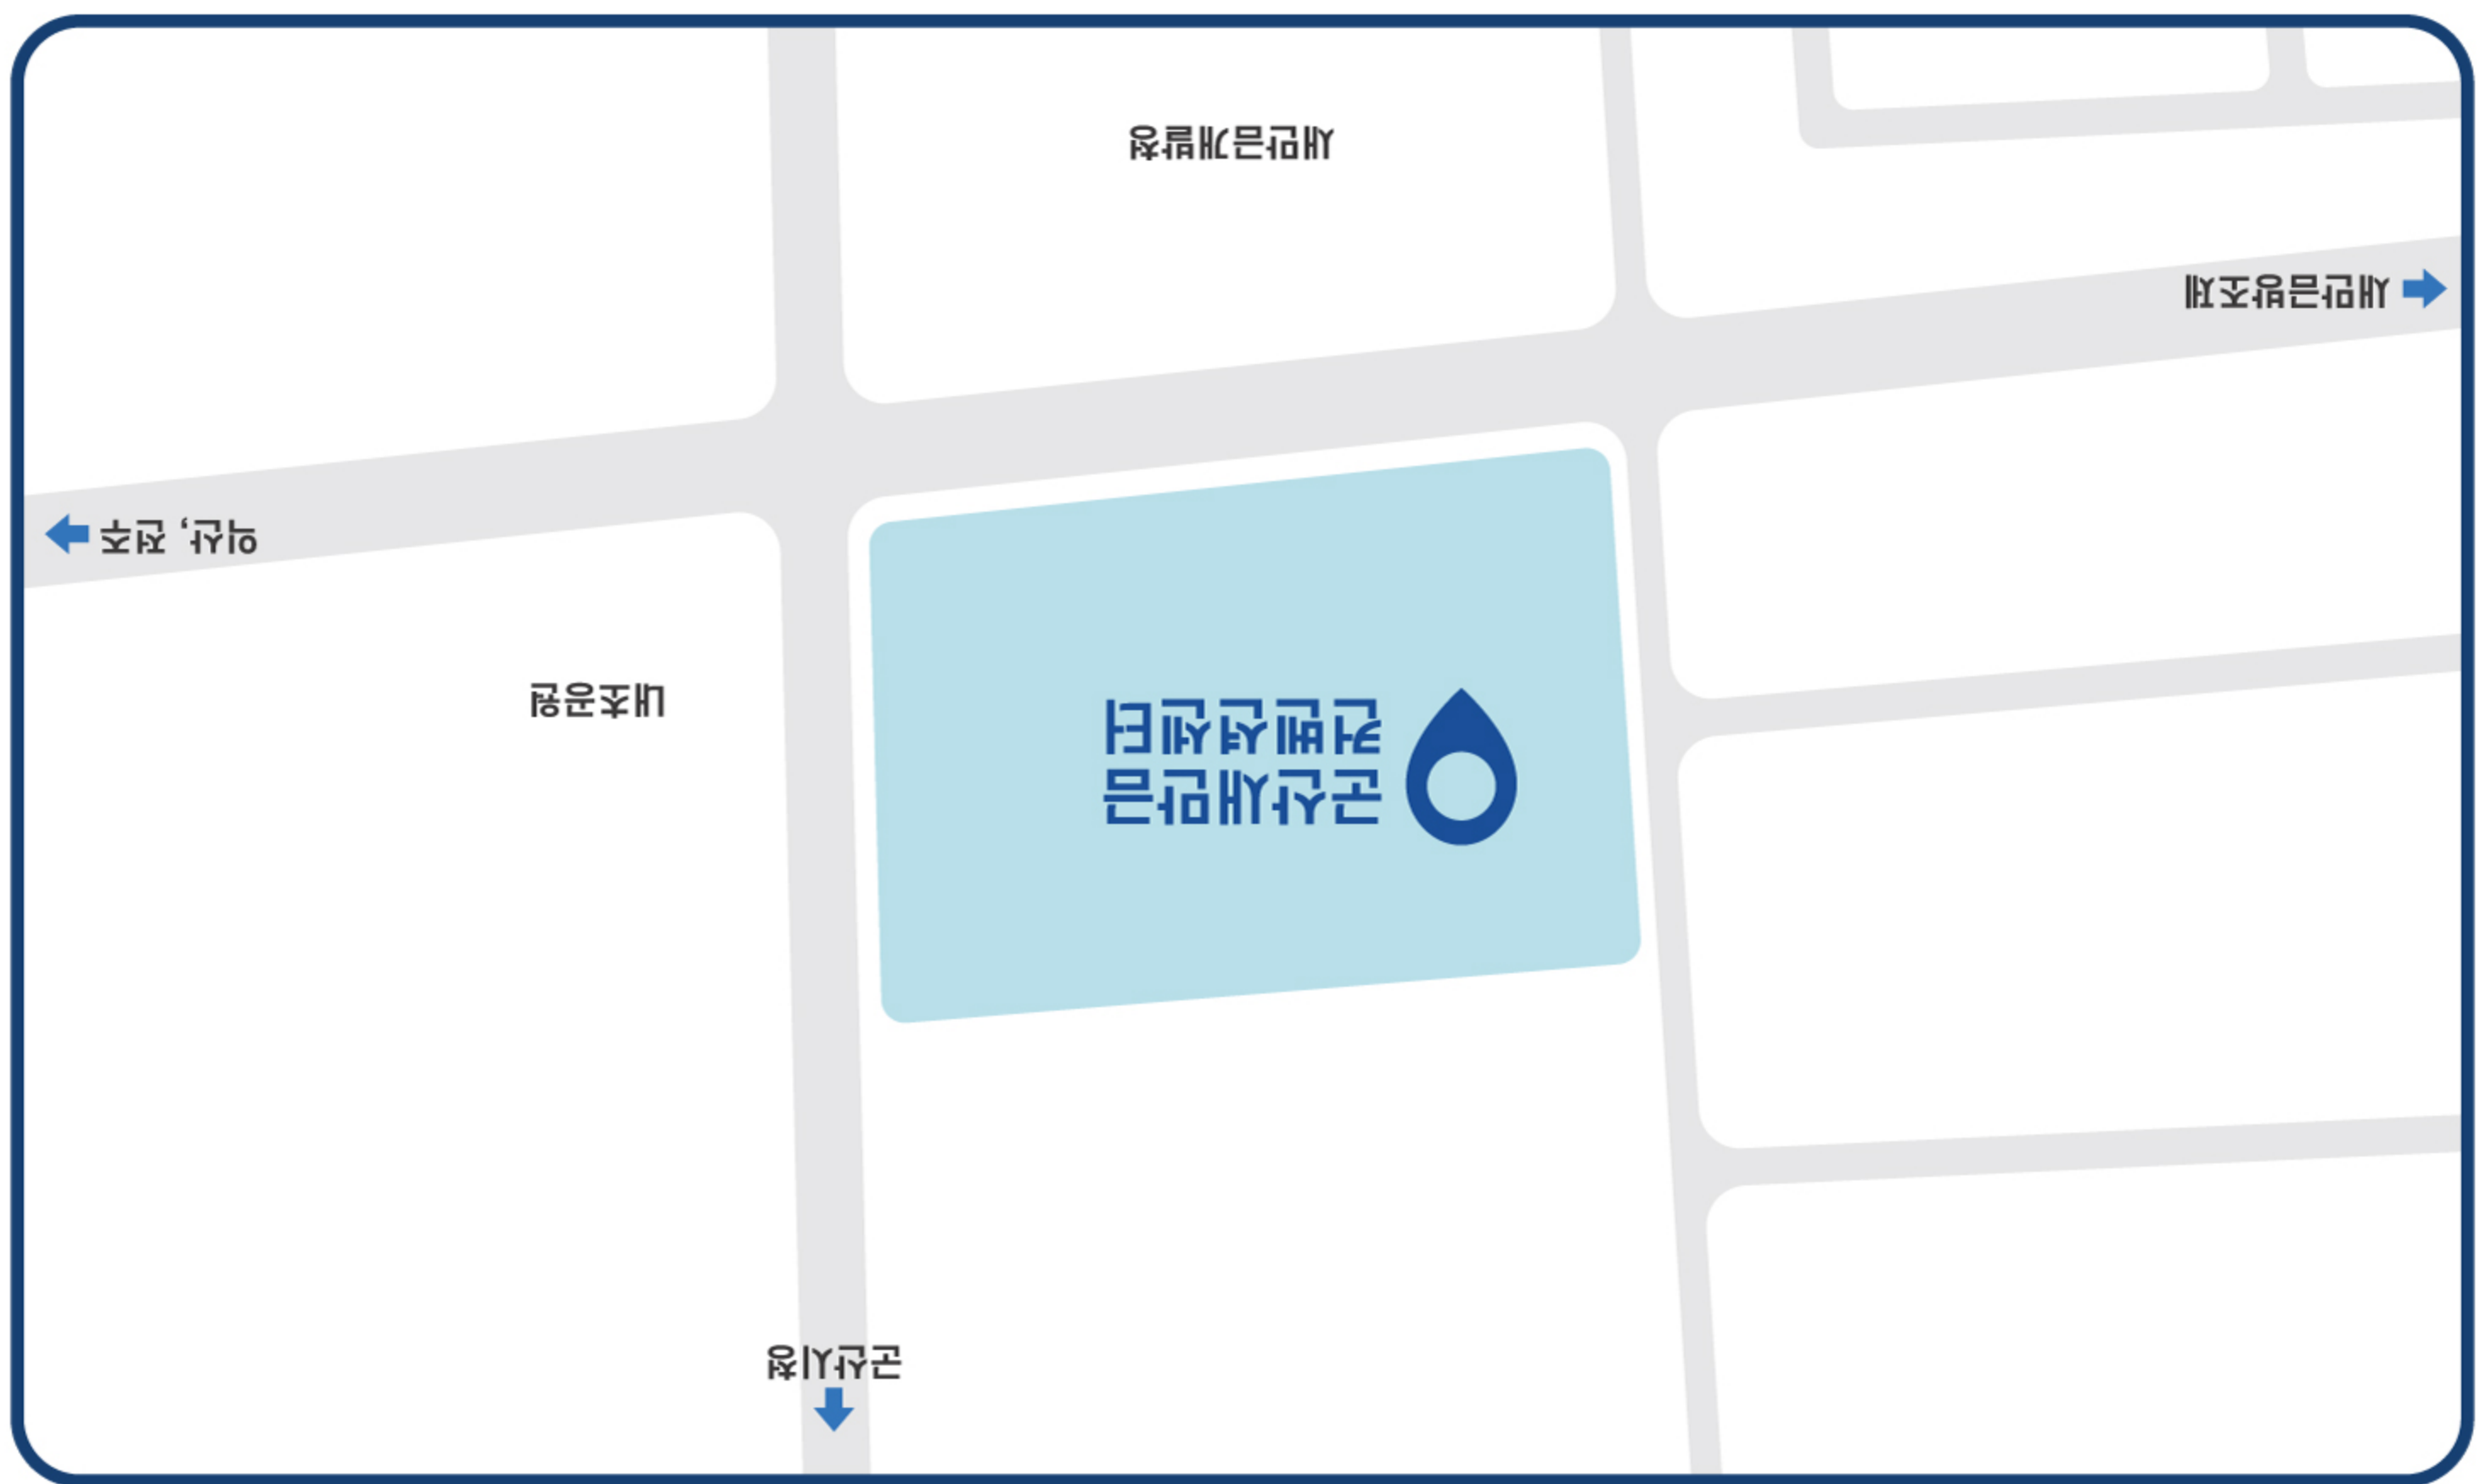 군산시청
군산새만금
컨벤션센터
내초공원
익산, 전주
새만금방조제
새만금개발청